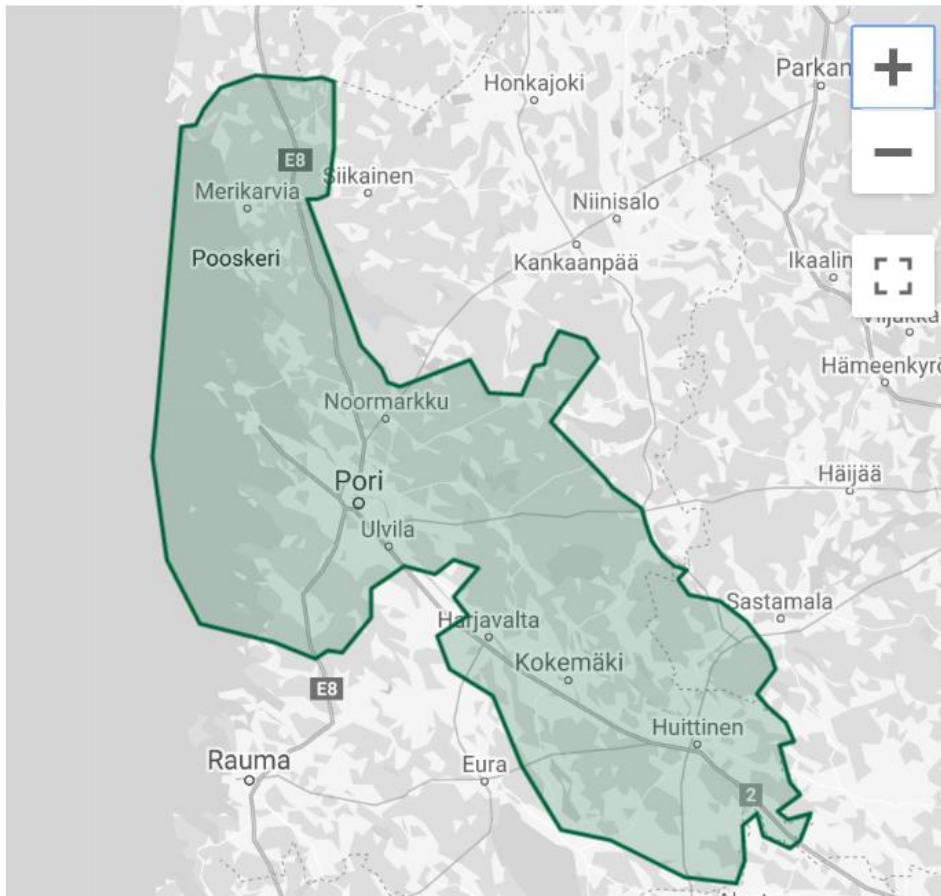 Honkajoki
Parkan
+
−
E8
Siikainen
Merikarvia
Niinisalo
Pooskeri
Kankaanpää
Ikaalin
Hämeenkyrö
Noormarkku
Pori
Häijää
Ulvila
Sastamala
Harjavalta
Kokemäki
E8
Huittinen
Rauma
Eura
2